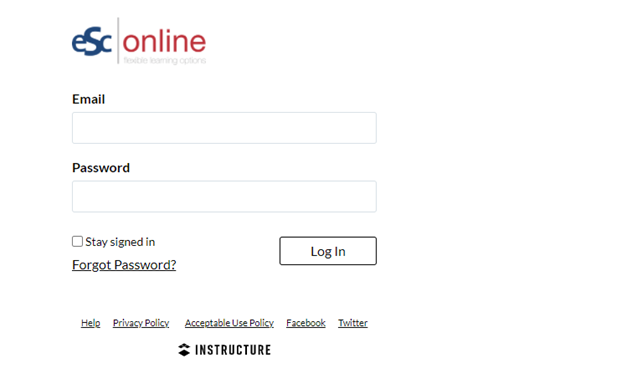 eSc online
flexible learning options
Email
Password
Stay signed in
Log In
Forgot Password?
Help Privacy Policy Acceptable Use Policy Facebook Twitter
INSTRUCTURE